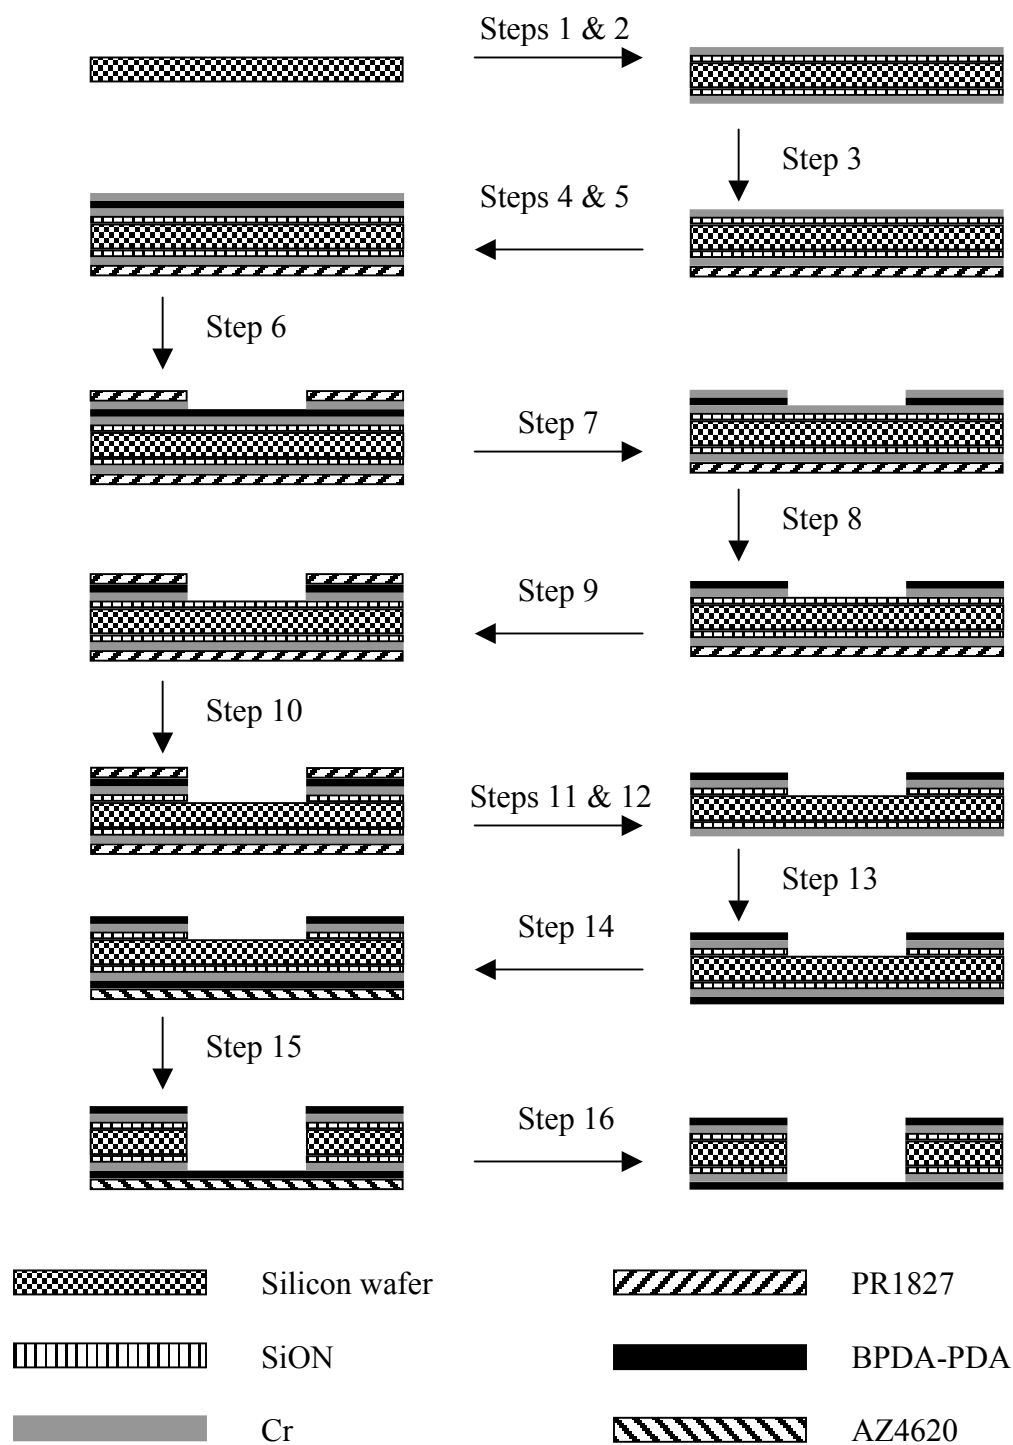 Steps 1 & 2
Step 3
Steps 4 & 5
Step 6
Step 7
Step 8
Step 9
Step 10
Steps 11 & 12
Step 13
Step 14
Step 15
Step 16
Silicon wafer
PR1827
SiON
BPDA-PDA
Cr
AZ4620